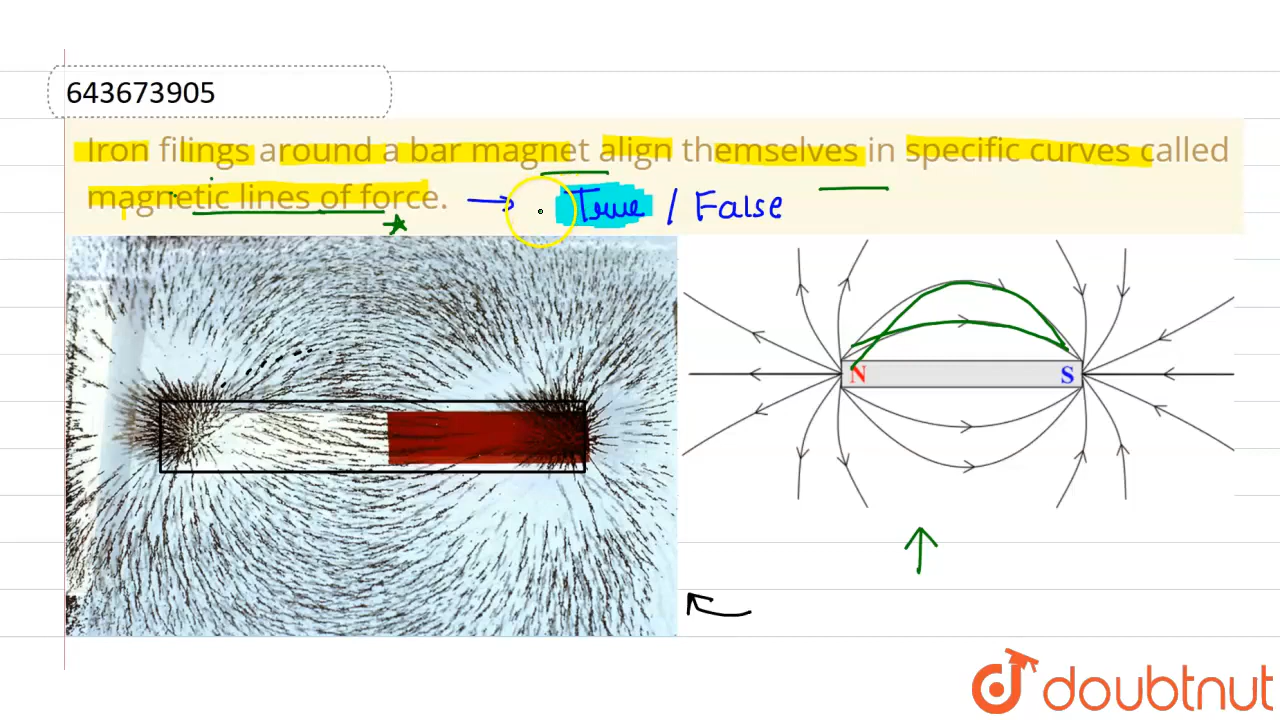 643673905
Iron filings around a bar magnet align themselves in specific curves called
magnetic lines of force. → True / False
N S
doubtnut